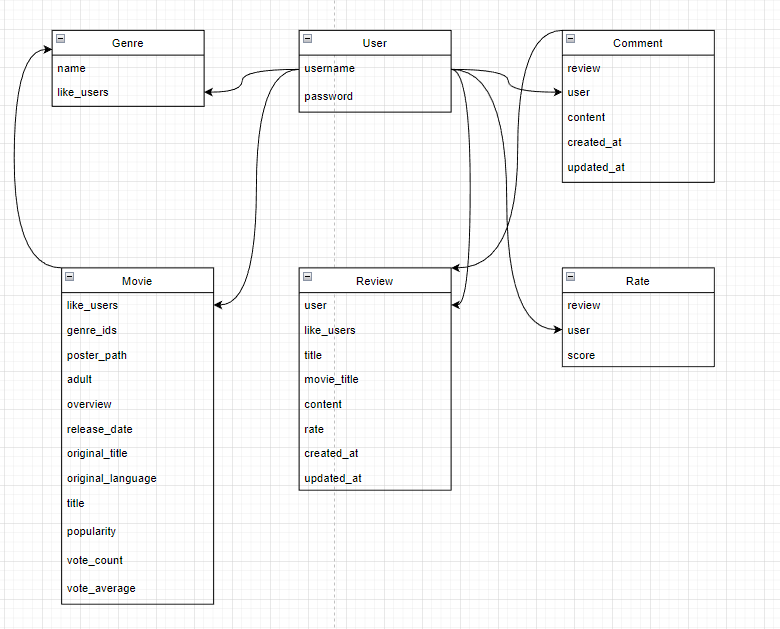 Genre
name
like_users
User
username
password
Comment
review
user
content
created_at
updated_at
Movie
like_users
genre_ids
poster_path
adult
overview
release_date
original_title
original_language
title
popularity
vote_count
vote_average
Review
user
like_users
title
movie_title
content
rate
created_at
updated_at
Rate
review
user
score